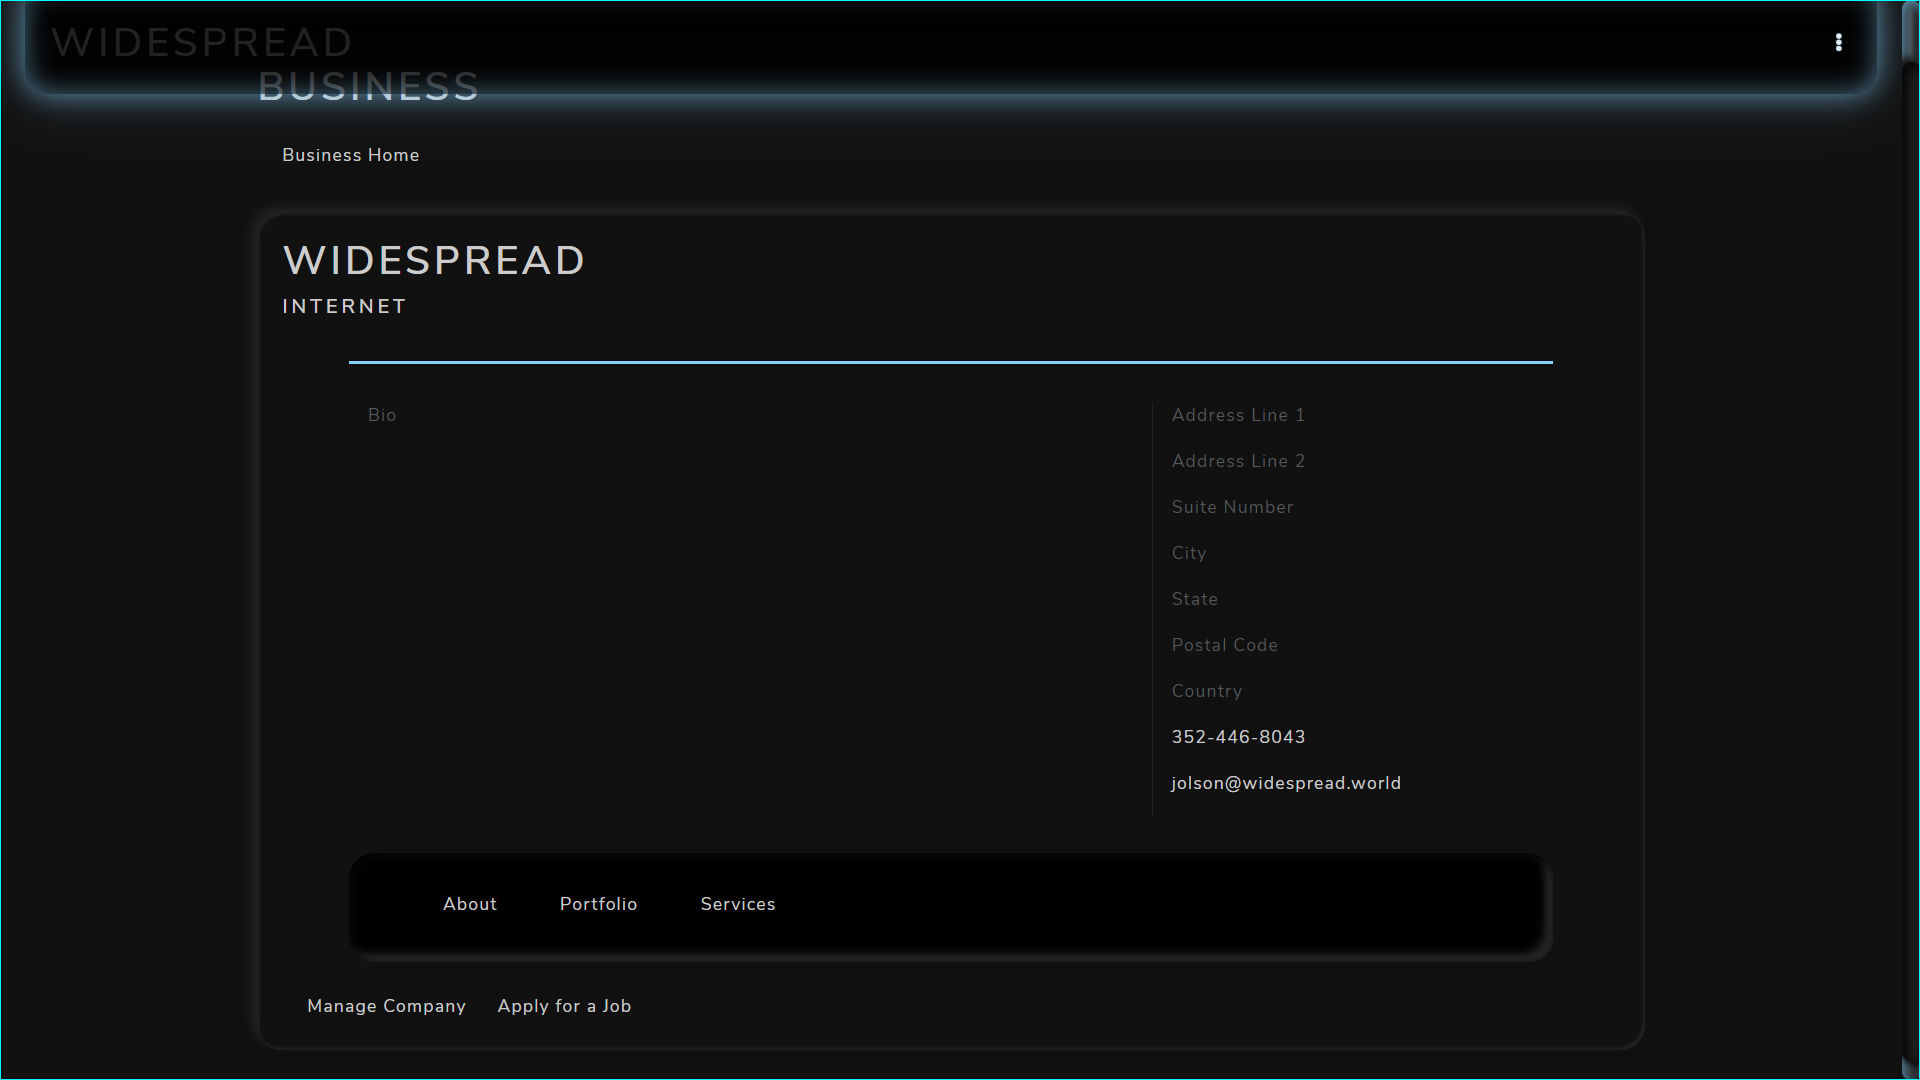 WIDESPREAD
BUSINESS
Business Home
WIDESPREAD
INTERNET
Bio
Address Line 1
Address Line 2
Suite Number
City
State
Postal Code
Country
352-446-8043
jolson@widespread.world
About Portfolio Services
Manage Company Apply for a Job